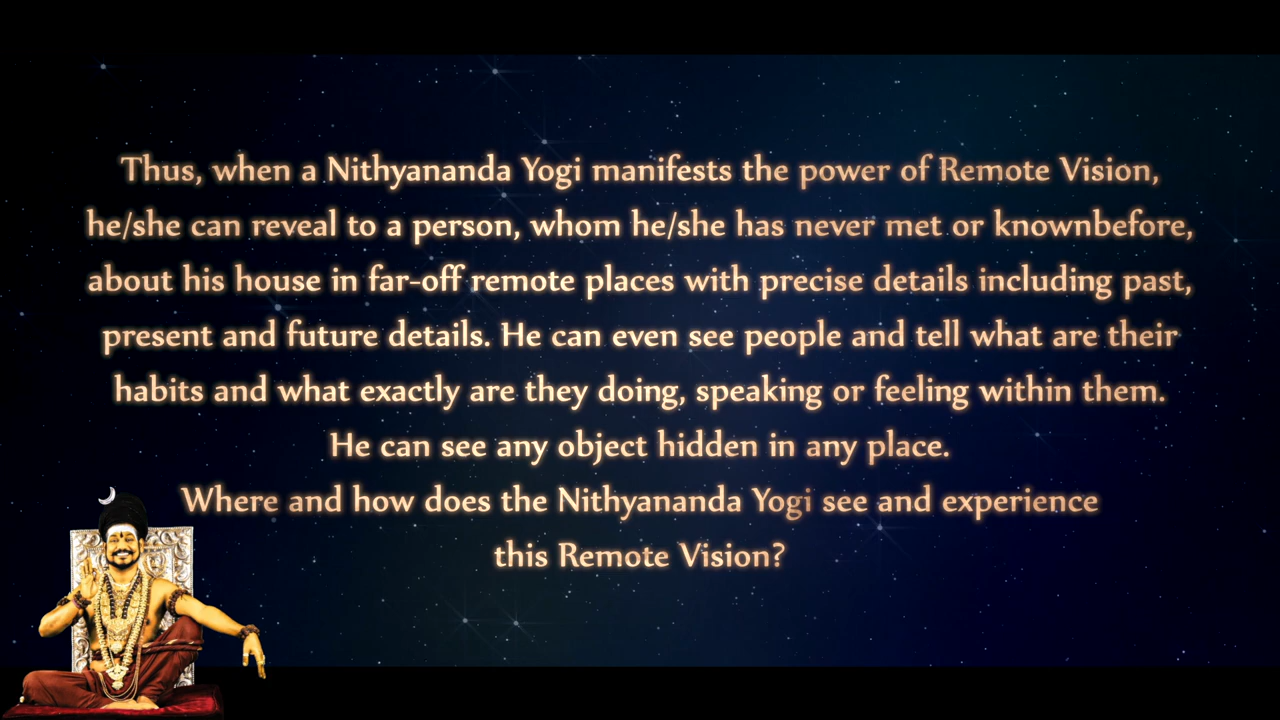 Thus, when a Nithyananda Yogi manifests the power of Remote Vision,
he/she can reveal to a person, whom he/she has never met or knownbefore,
about his house in far-off remote places with precise details including past,
present and future details. He can even see people and tell what are their
habits and what exactly are they doing, speaking or feeling within them.
He can see any object hidden in any place.
Where and how does the Nithyananda Yogi see and experience
this Remote Vision?